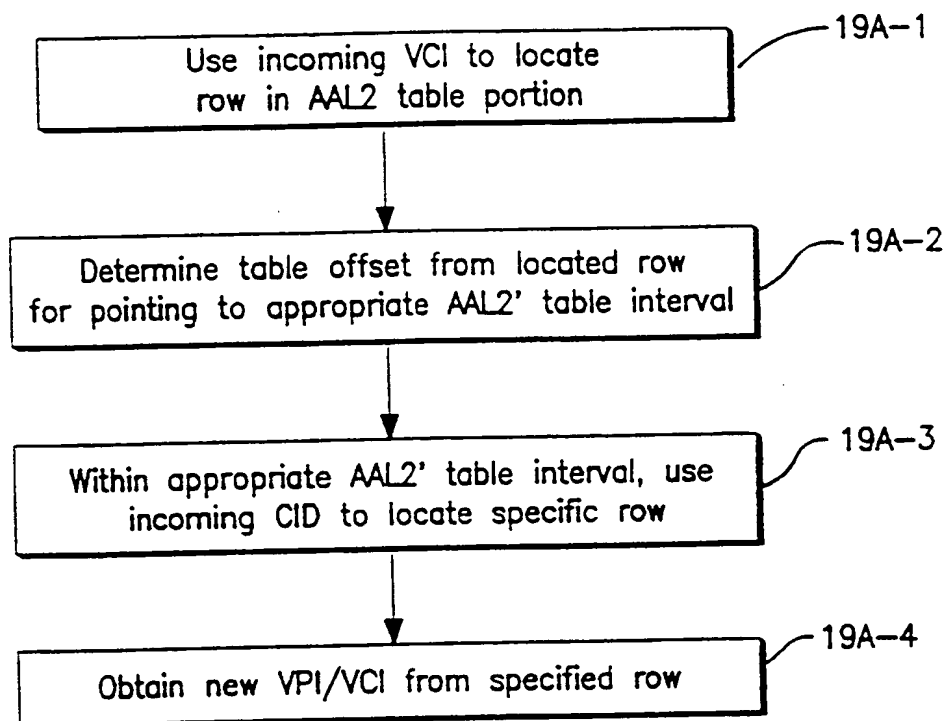 Use incoming VCI to locate
row in AAL2 table portion
19A-1
Determine table offset from located row
for pointing to appropriate AAL2' table interval
19A-2
Within appropriate AAL2' table interval, use
incoming CID to locate specific row
19A-3
Obtain new VPI/VCI from specified row
19A-4